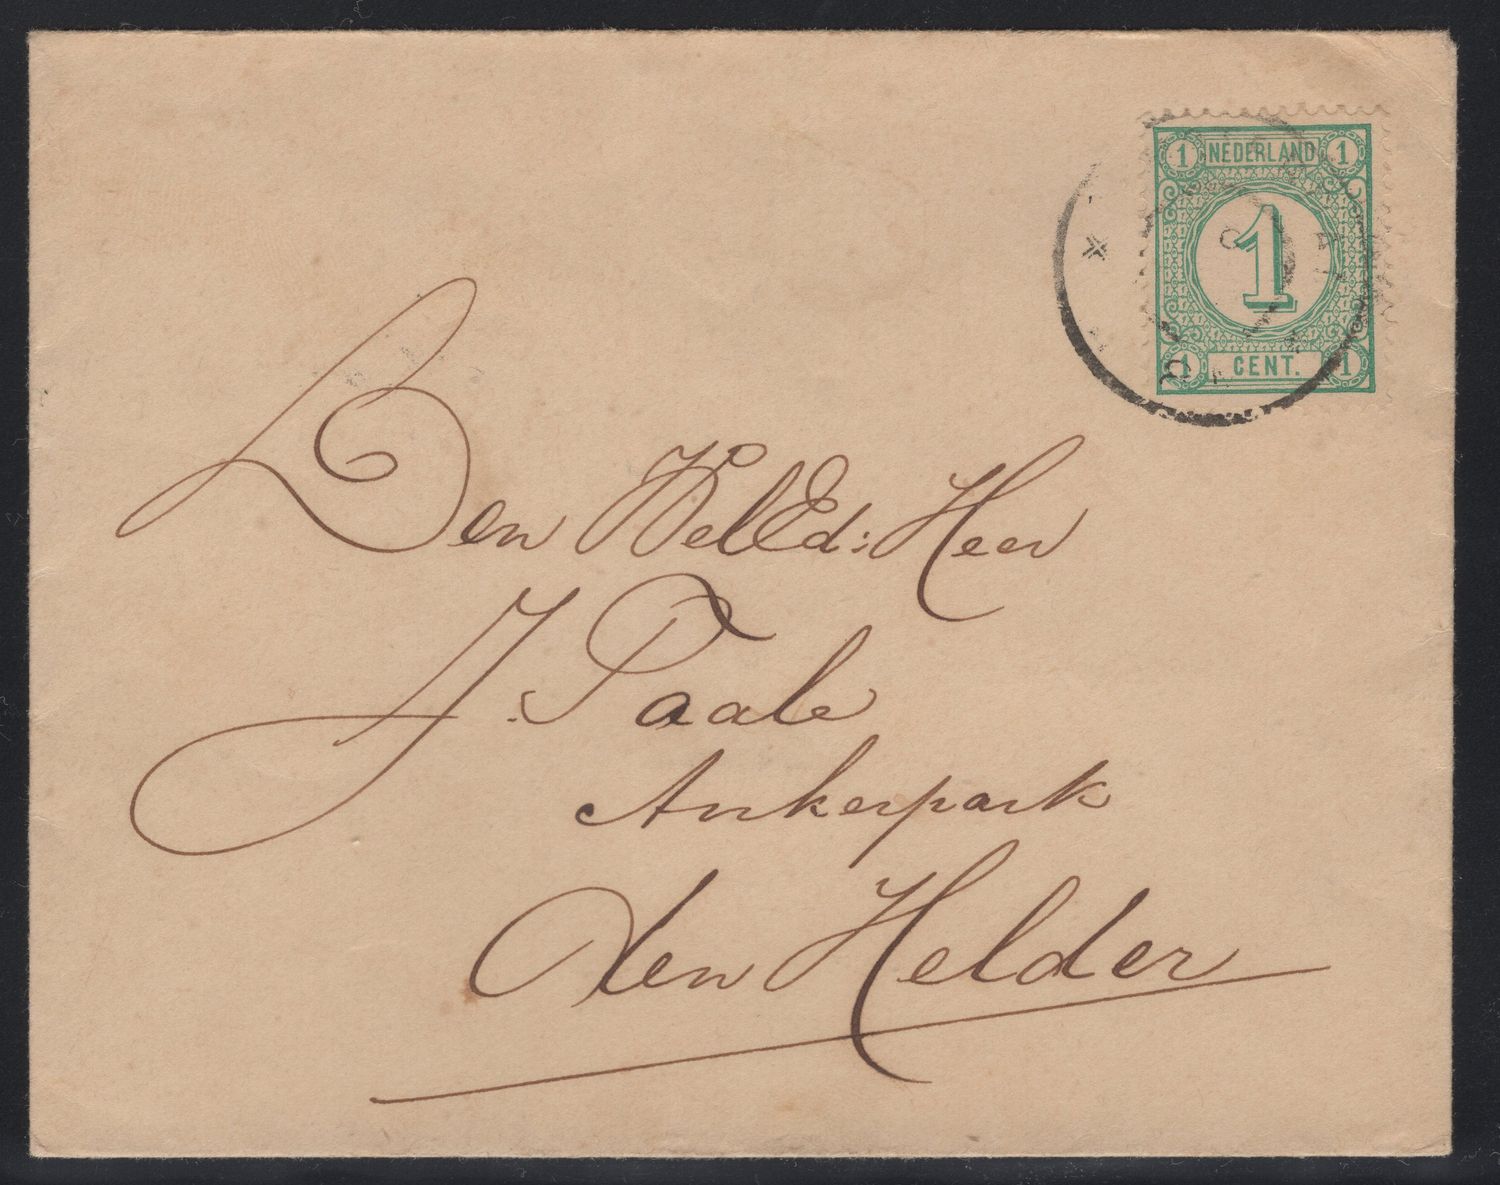 1 NEDERLAND 1
1
1 CENT. 1
Den WelEd: Heer
J. Paale
Ankerpark
den Helder